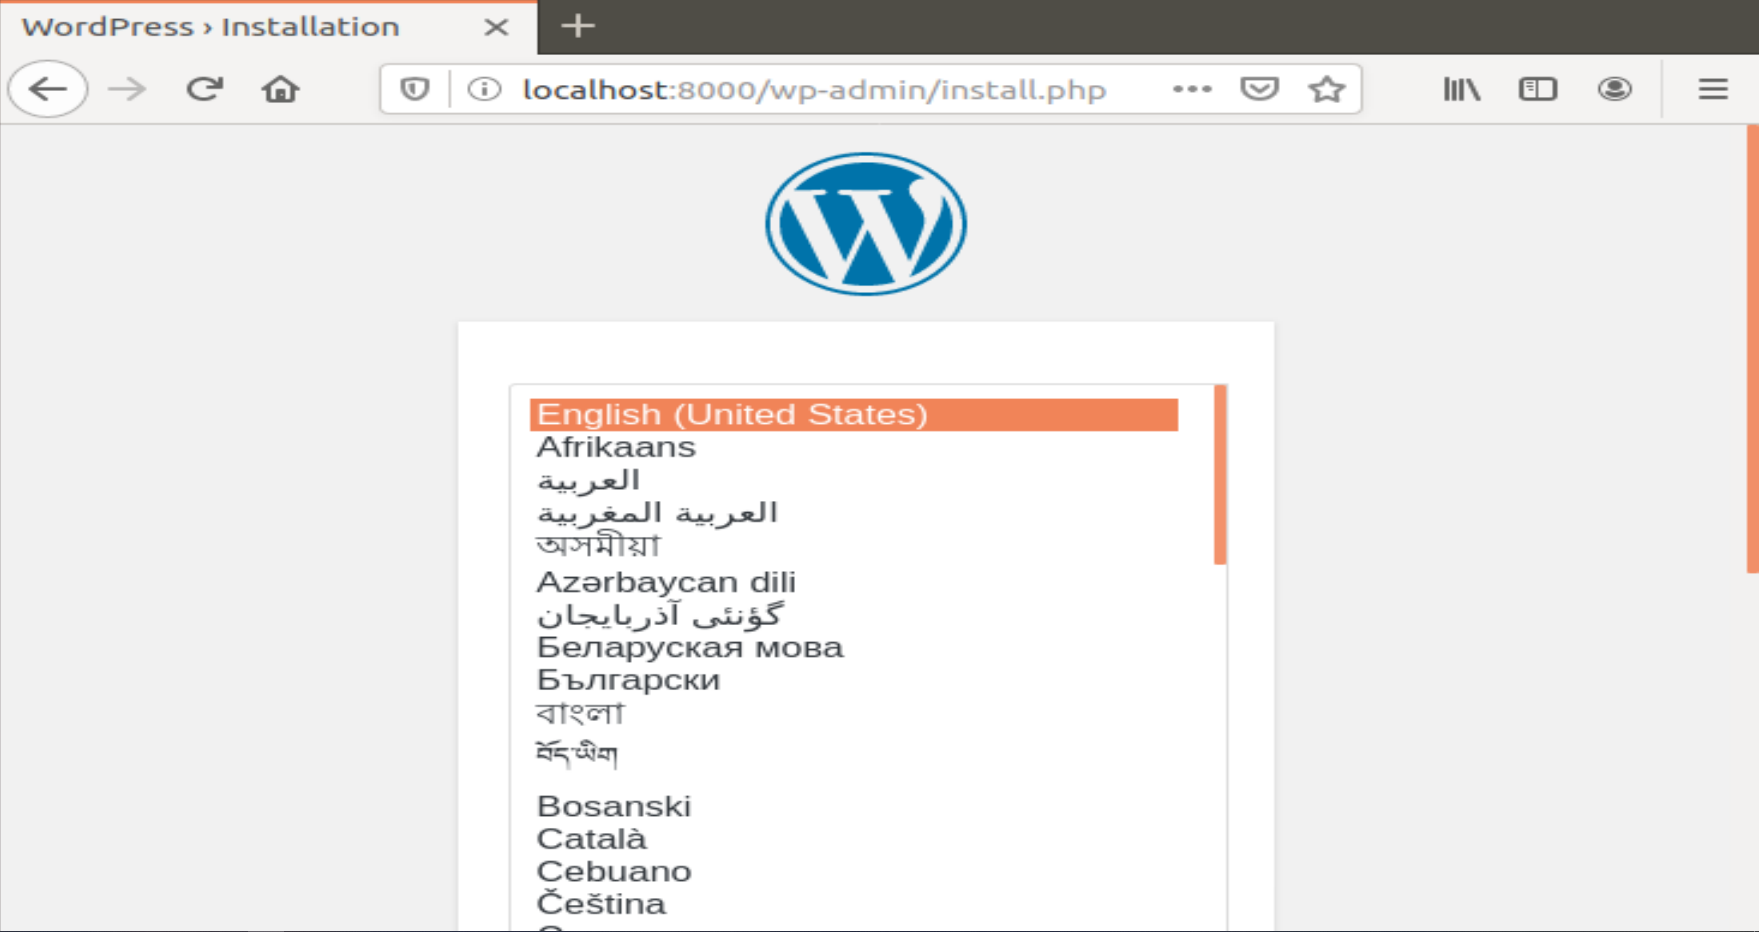 WordPress › Installation
localhost:8000/wp-admin/install.php
English (United States)
Afrikaans
العربية
العربية المغربية
অসমীয়া
Azərbaycan dili
گؤنئی آذربایجان
Беларуская мова
Български
বাংলা
བོད་ཡིག
Bosanski
Català
Cebuano
Čeština